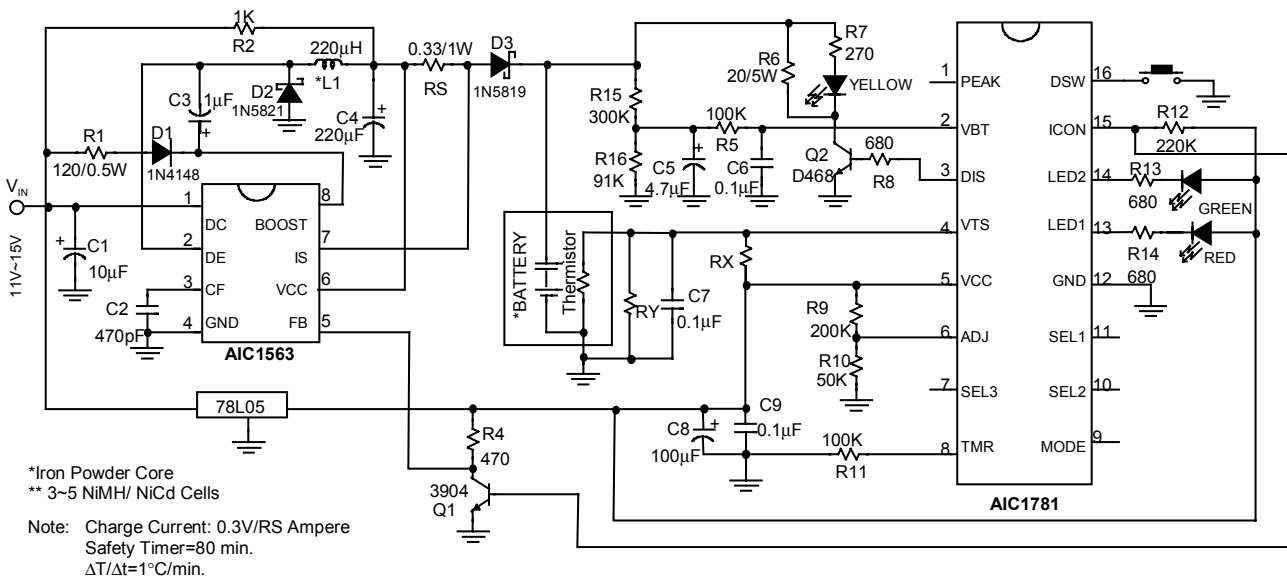 1K
R2
220μH
*L1
0.33/1W
RS
D3
1N5819
D2
1N5821
C3
1μF
+
C4
220μF
+
R1
120/0.5W
D1
1N4148
VIN
11V~15V
+
C1
10μF
C2
470pF
1
DC
2
DE
3
CF
4
GND
8
BOOST
7
IS
6
VCC
5
FB
AIC1563
78L05
R4
470
3904
Q1
R15
300K
R16
91K
C5
4.7μF
+
100K
R5
C6
0.1μF
R6
20/5W
R7
270
YELLOW
Q2
D468
680
R8
*BATTERY
Thermistor
RY
C7
0.1μF
RX
R9
200K
R10
50K
C8
100μF
+
C9
0.1μF
100K
R11
1
PEAK
2
VBT
3
DIS
4
VTS
5
VCC
6
ADJ
7
SEL3
8
TMR
16
DSW
15
ICON
14
LED2
13
LED1
12
GND
11
SEL1
10
SEL2
9
MODE
AIC1781
R12
220K
R13
680
GREEN
R14
680
RED
*Iron Powder Core
** 3~5 NiMH/ NiCd Cells
Note: Charge Current: 0.3V/RS Ampere
Safety Timer=80 min.
ΔT/Δt=1°C/min.